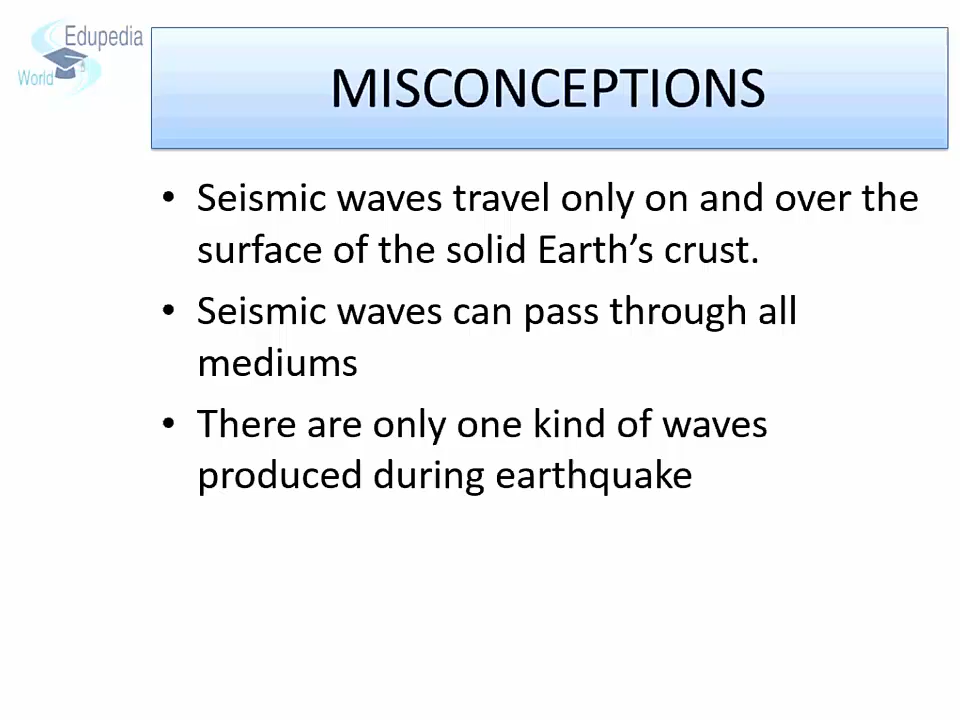 Edupedia
World
MISCONCEPTIONS
• Seismic waves travel only on and over the
surface of the solid Earth’s crust.
• Seismic waves can pass through all
mediums
• There are only one kind of waves
produced during earthquake